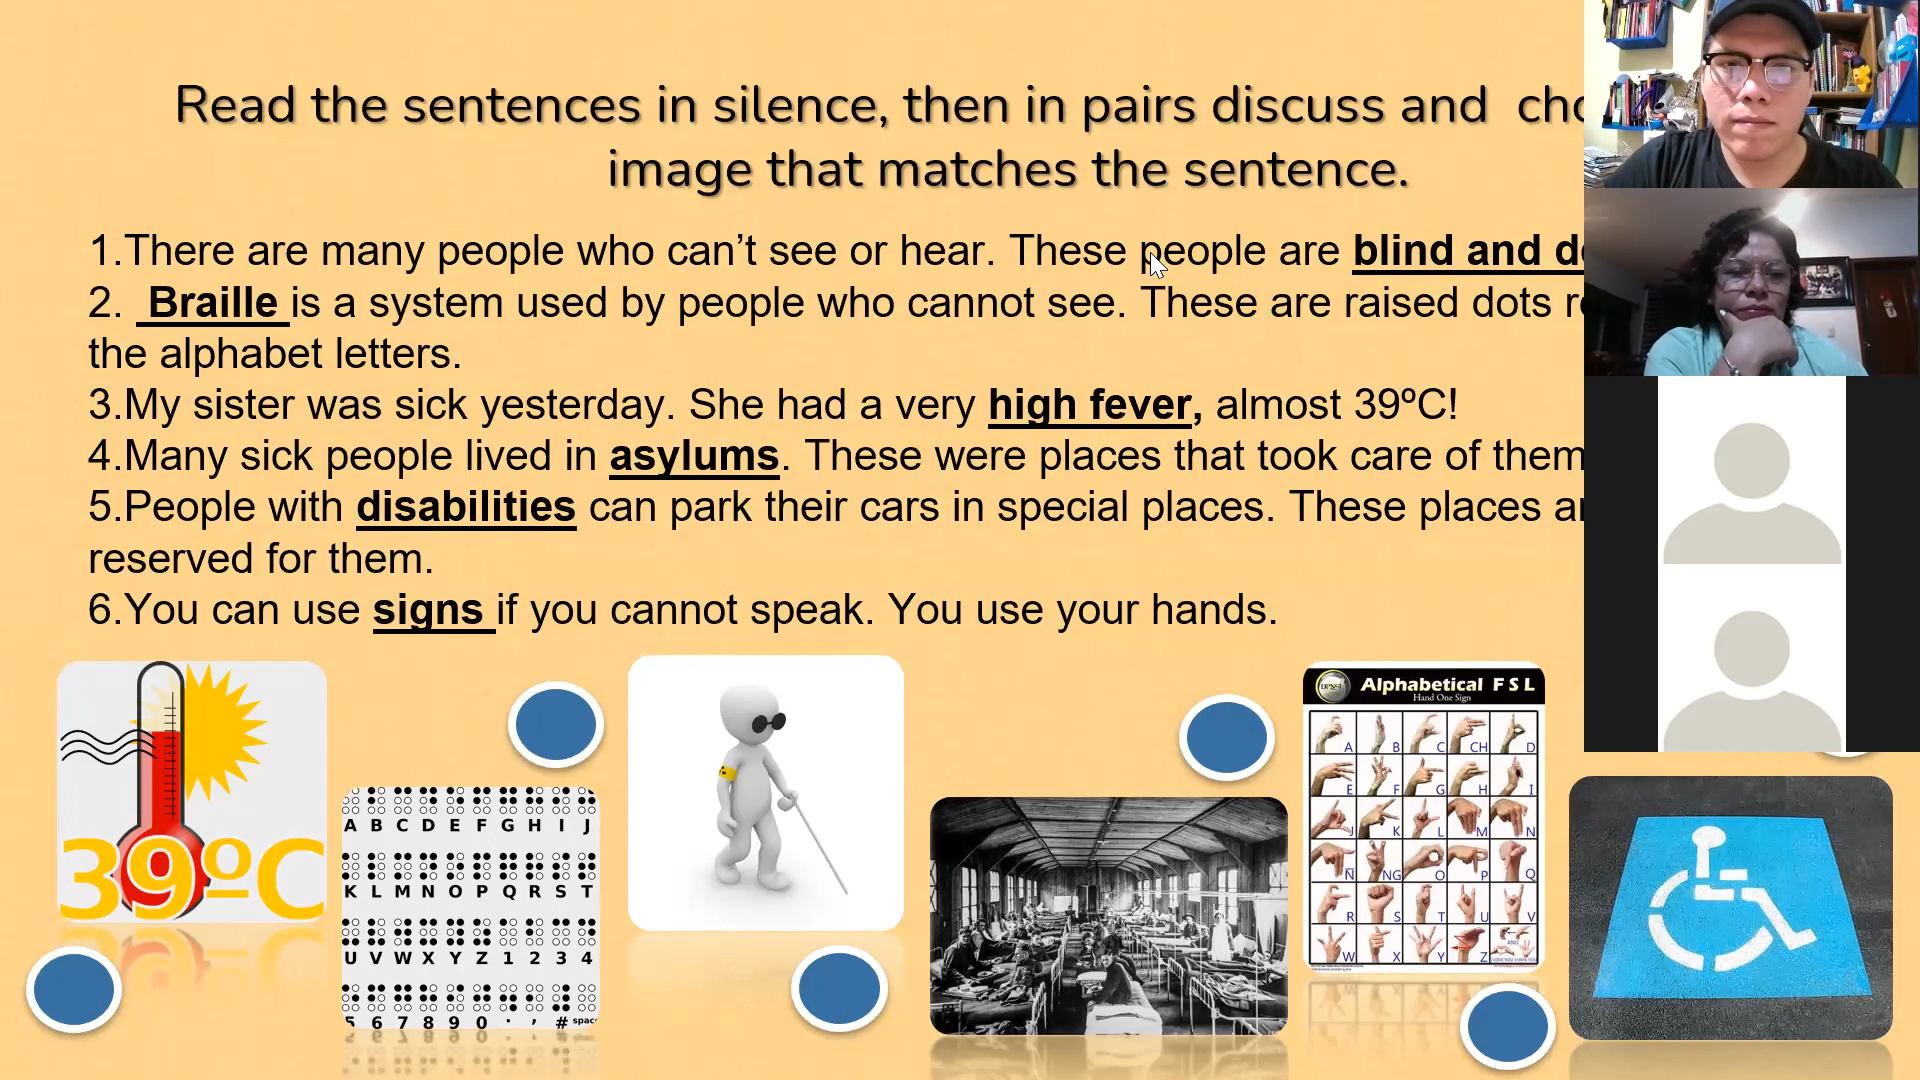 Read the sentences in silence, then in pairs discuss and
image that matches the sentence.
1.There are many people who can’t see or hear. These people are blind and
2. Braille is a system used by people who cannot see. These are raised dots
the alphabet letters.
3.My sister was sick yesterday. She had a very high fever, almost 39ºC!
4.Many sick people lived in asylums. These were places that took care of them
5.People with disabilities can park their cars in special places. These places
reserved for them.
6.You can use signs if you cannot speak. You use your hands.
39ºC
A B C D E F G H I J
K L M N O P Q R S T
U V W X Y Z 1 2 3 4
5 6 7 8 9 0 . , # space
Alphabetical FSL
Hand One Sign
A B C CH D
E F G H I
J K L M N
Ñ NG O P Q
R S T U V
W X Y Z